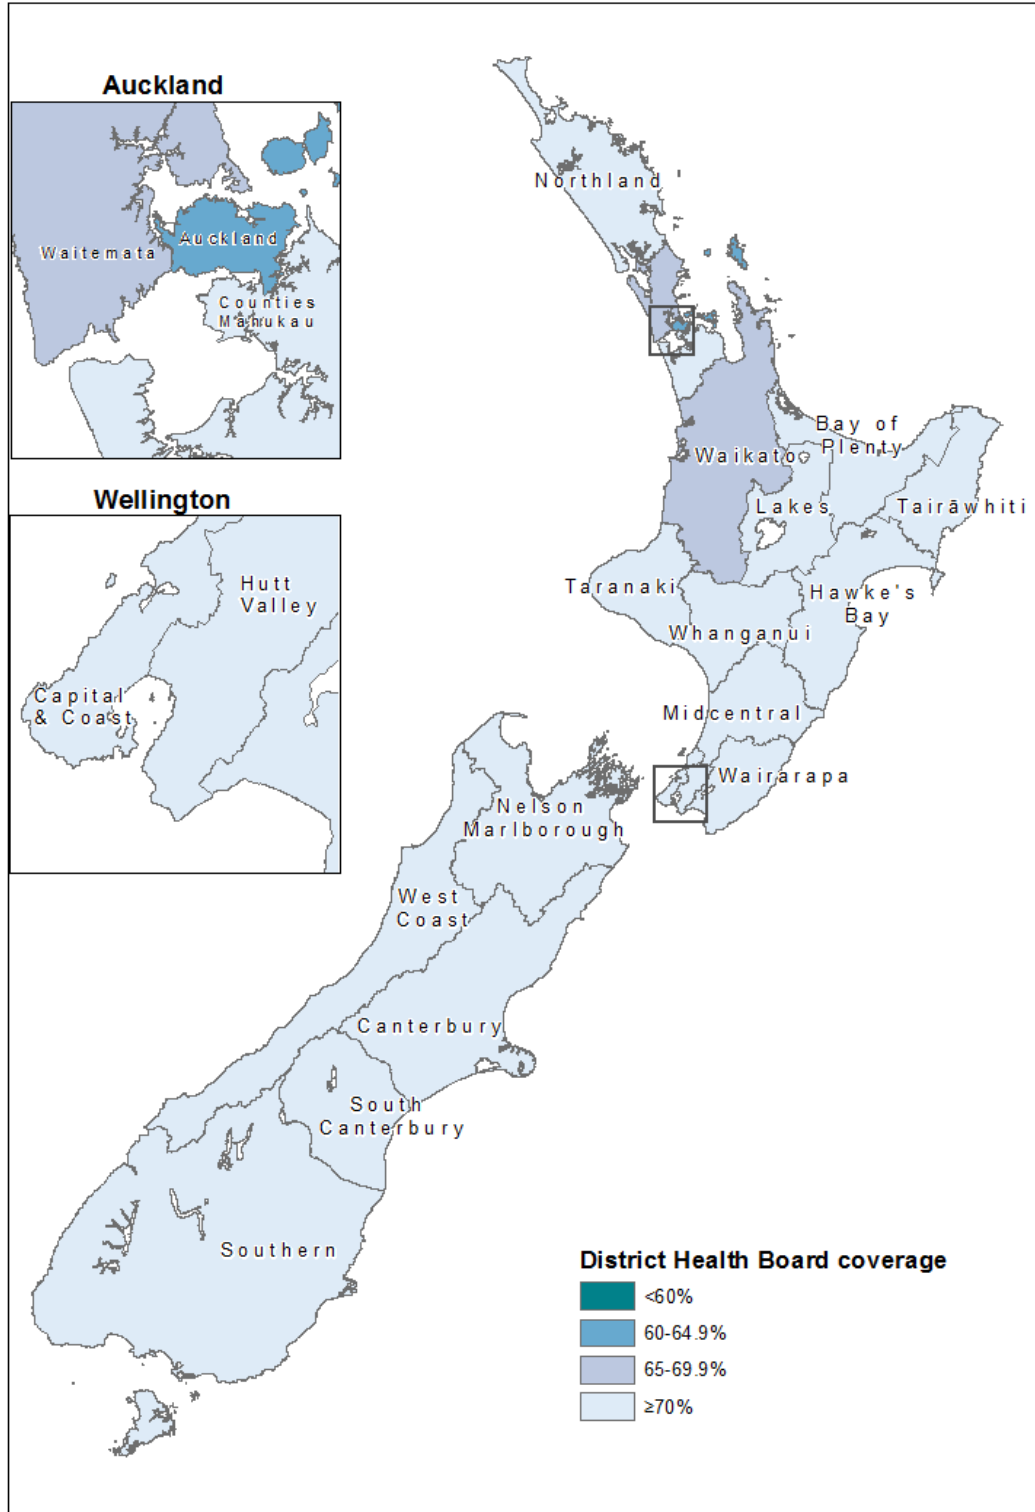 Auckland
Waitemata
Auckland
Counties
Manukau
Wellington
Hutt
Valley
Capital
& Coast
Northland
Bay of
Plenty
Waikato
Lakes
Tairāwhiti
Taranaki
Hawke's
Bay
Whanganui
Midcentral
Wairarapa
Nelson
Marlborough
West
Coast
Canterbury
South
Canterbury
Southern
District Health Board coverage
<60%
60-64.9%
65-69.9%
≥70%